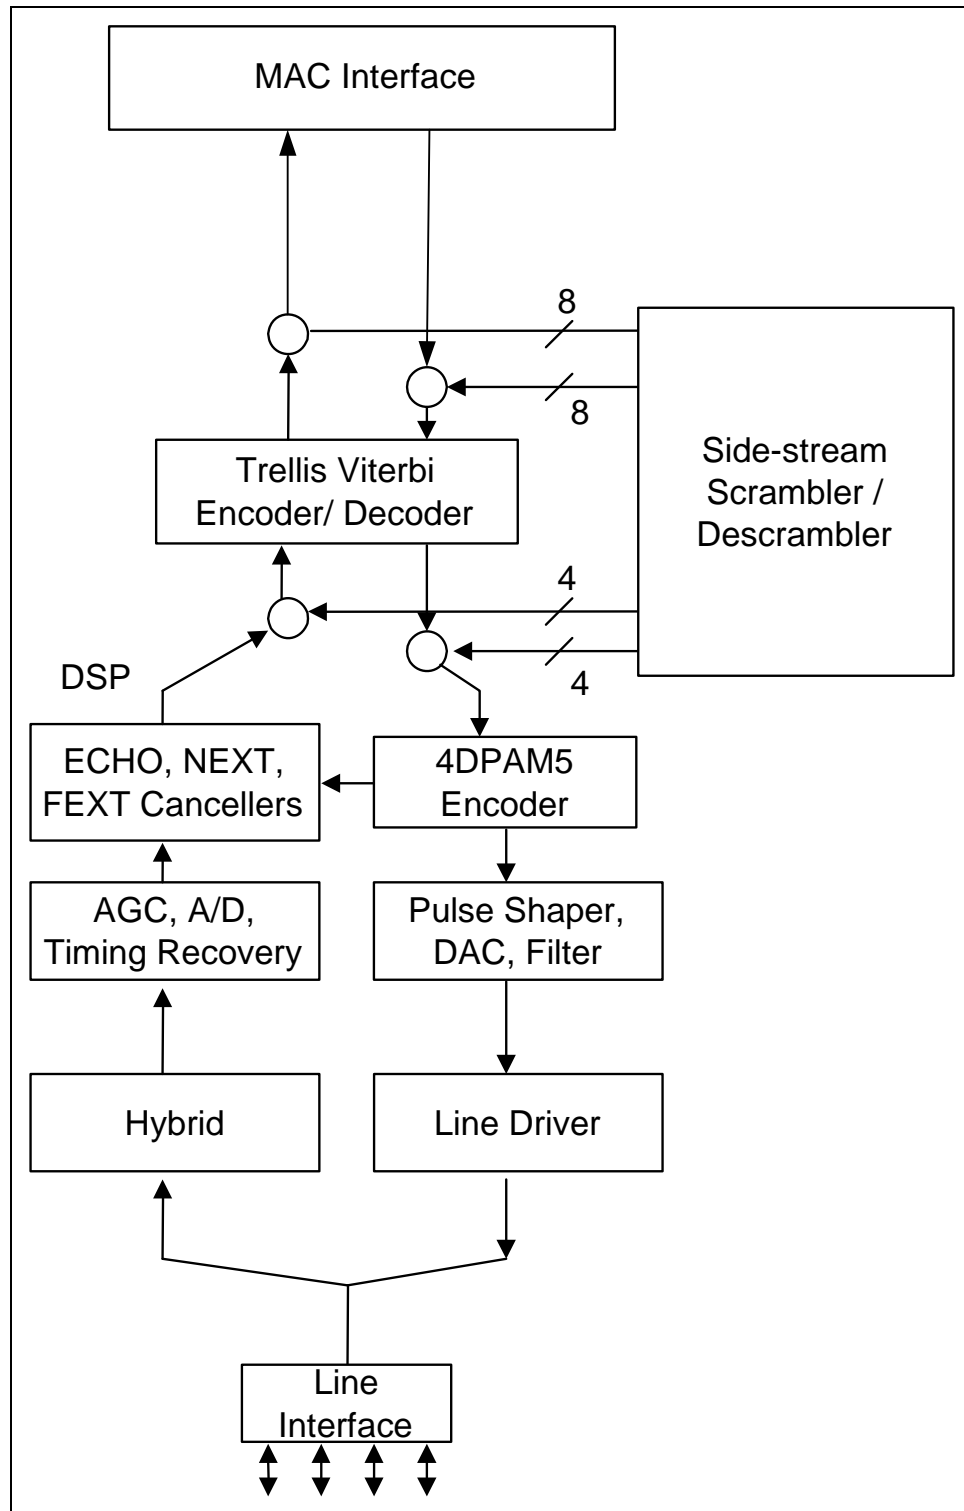 MAC Interface
8
8
Trellis Viterbi
Encoder/ Decoder
Side-stream
Scrambler /
Descrambler
4
4
DSP
ECHO, NEXT,
FEXT Cancellers
4DPAM5
Encoder
AGC, A/D,
Timing Recovery
Pulse Shaper,
DAC, Filter
Hybrid
Line Driver
Line
Interface